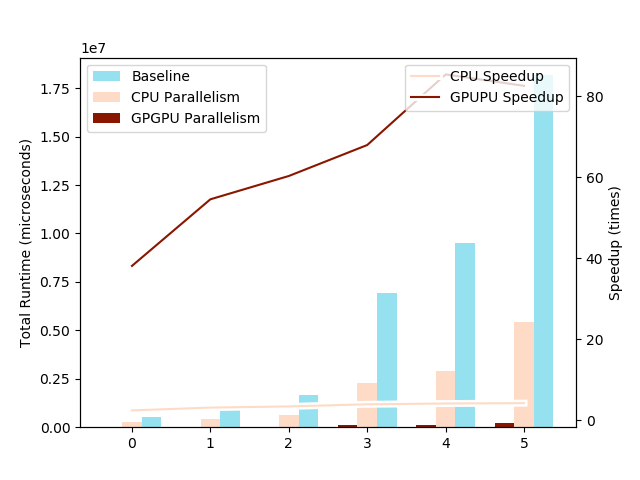 1e7
Baseline
CPU Parallelism
GPGPU Parallelism
CPU Speedup
GPUPU Speedup
Total Runtime (microseconds)
1.75
1.50
1.25
1.00
0.75
0.50
0.25
0.00
80
60
40
20
0
Speedup (times)
0 1 2 3 4 5